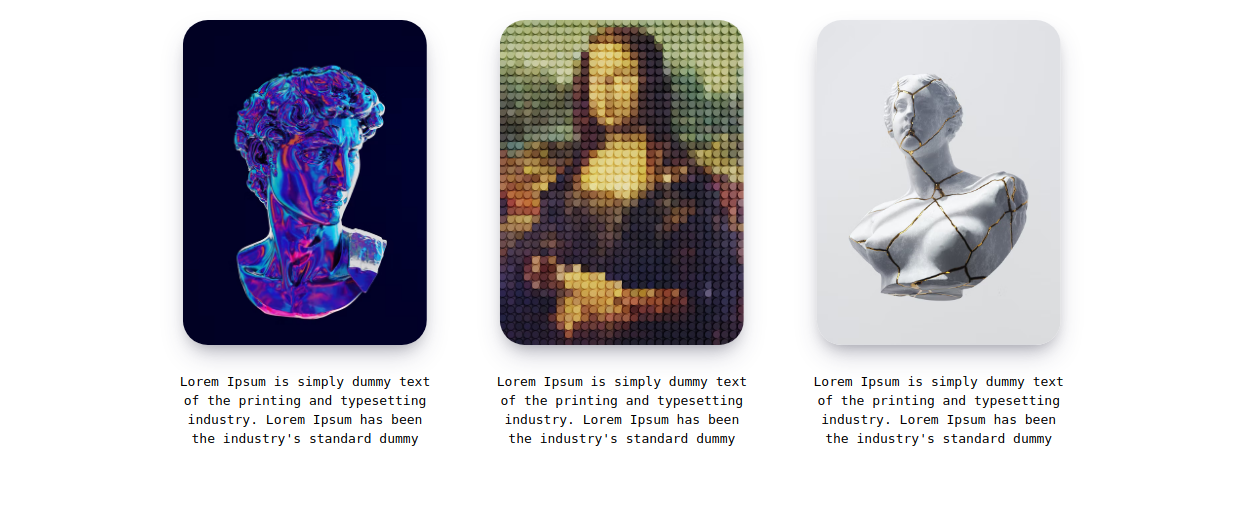 Lorem Ipsum is simply dummy text
of the printing and typesetting
industry. Lorem Ipsum has been
the industry's standard dummy
Lorem Ipsum is simply dummy text
of the printing and typesetting
industry. Lorem Ipsum has been
the industry's standard dummy
Lorem Ipsum is simply dummy text
of the printing and typesetting
industry. Lorem Ipsum has been
the industry's standard dummy